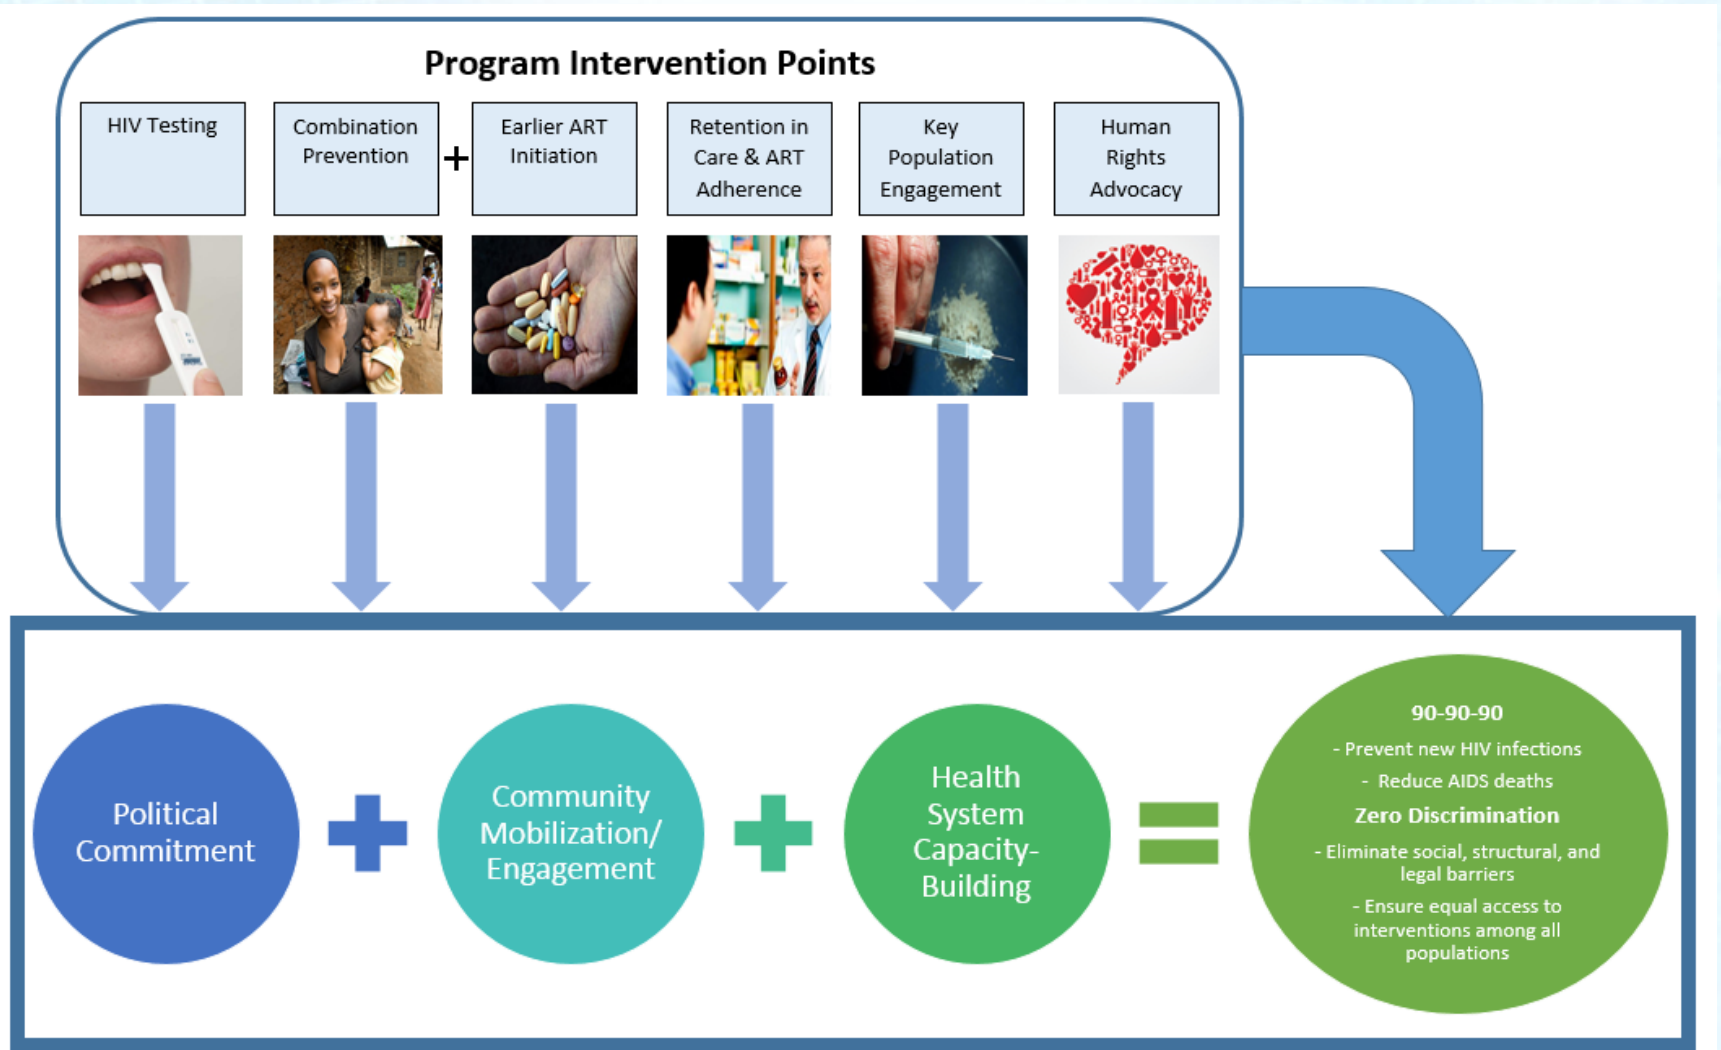 Program Intervention Points
HIV Testing
Combination
Prevention
+
Earlier ART
Initiation
Retention in
Care & ART
Adherence
Key
Population
Engagement
Human
Rights
Advocacy
Political
Commitment
+
Community
Mobilization/
Engagement
+
Health
System
Capacity-
Building
=
90-90-90
- Prevent new HIV infections
- Reduce AIDS deaths
Zero Discrimination
- Eliminate social, structural, and
legal barriers
- Ensure equal access to
interventions among all
populations